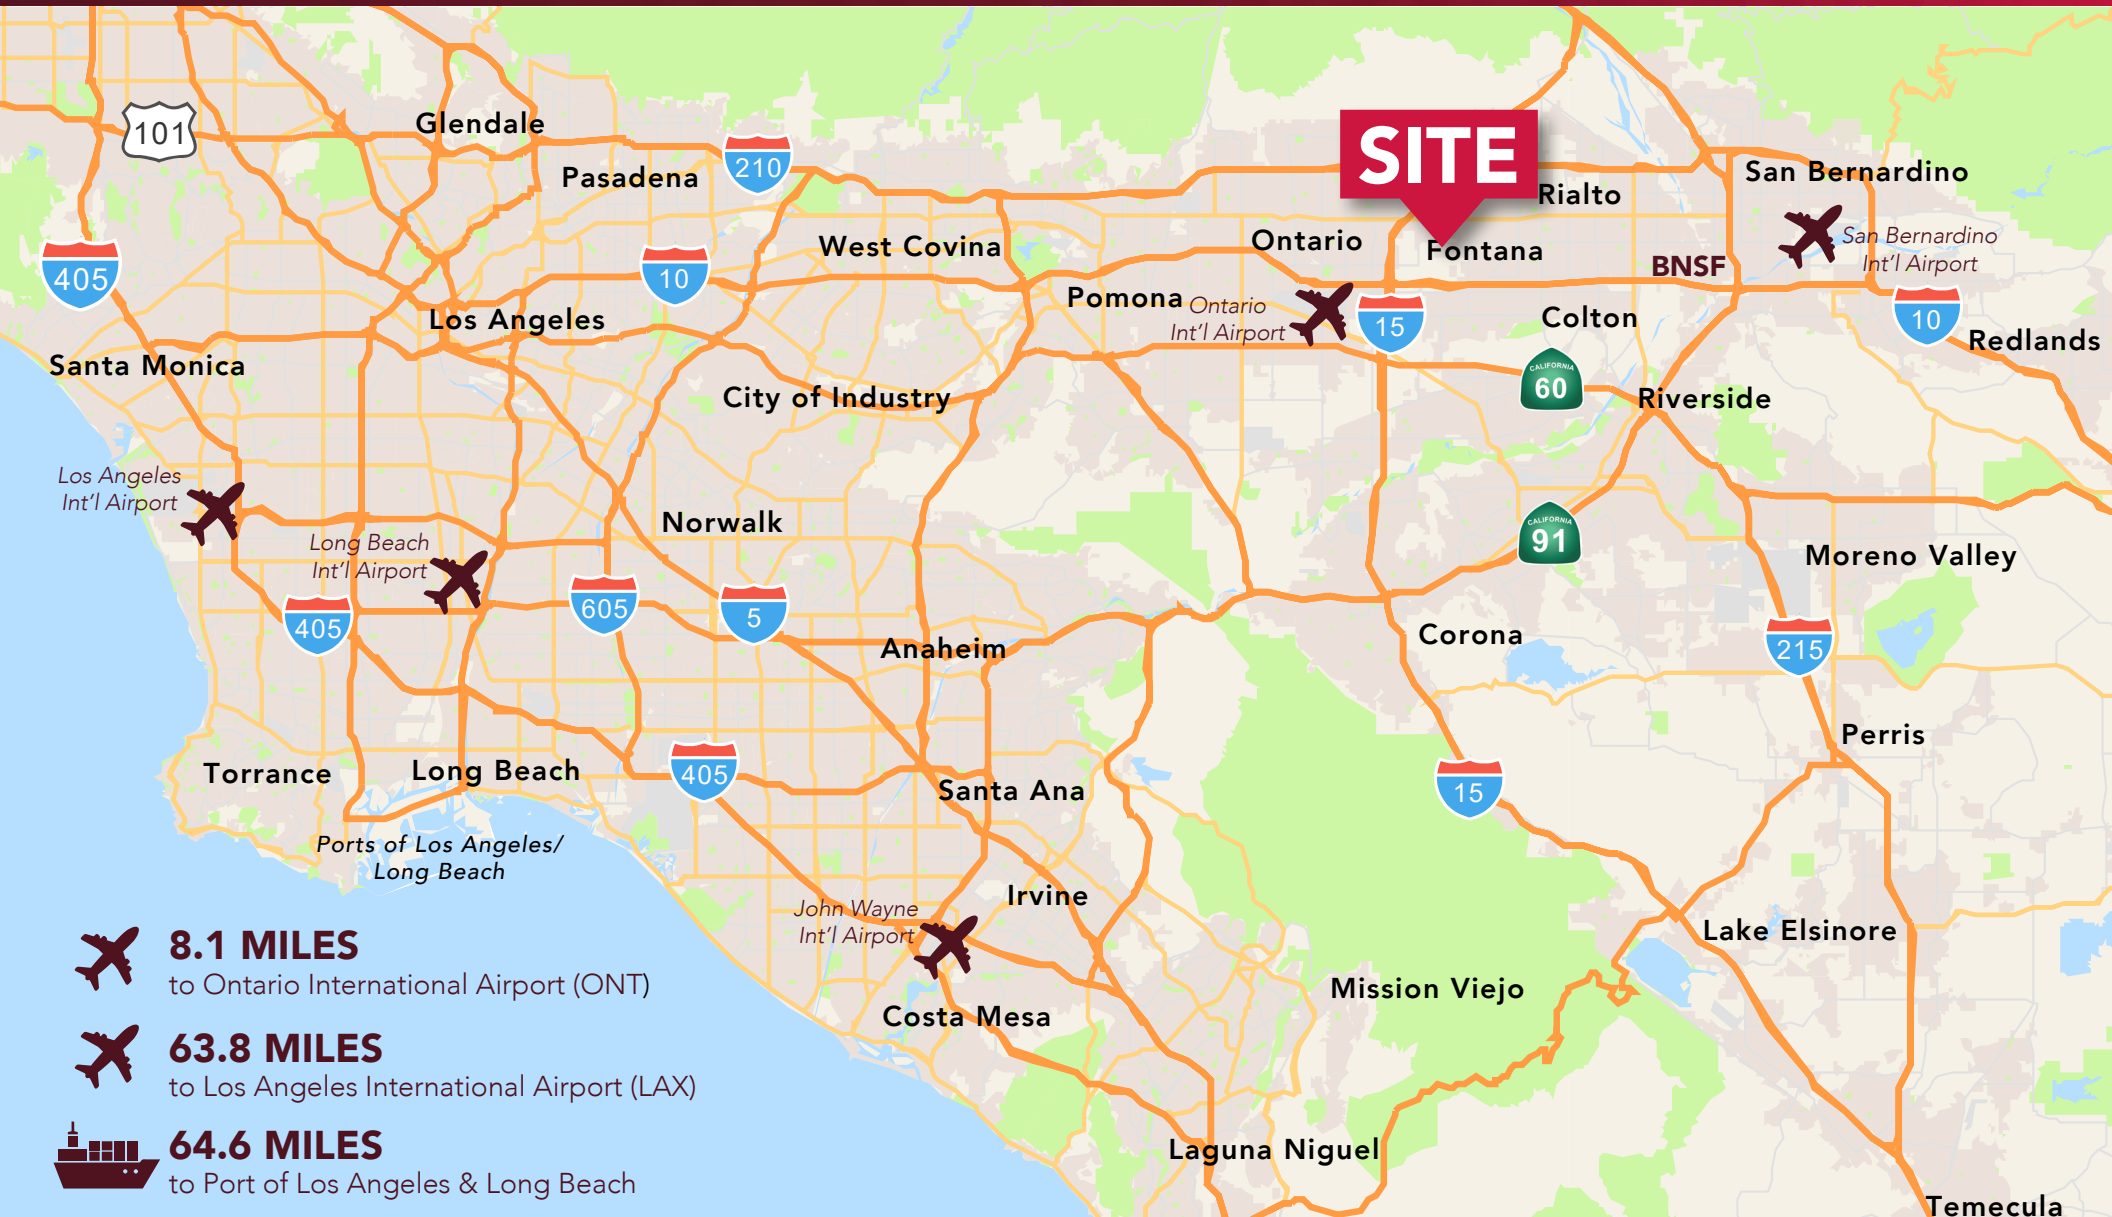 101
Glendale
Pasadena
210
SITE
Rialto
San Bernardino
405
10
West Covina
Ontario
Fontana
BNSF
San Bernardino
Int'l Airport
Los Angeles
Pomona
Ontario
Int'l Airport
15
Colton
10
Redlands
Santa Monica
City of Industry
CALIFORNIA
60
Riverside
Los Angeles
Int'l Airport
Norwalk
Long Beach
Int'l Airport
CALIFORNIA
91
Moreno Valley
405
605
5
Anaheim
Corona
215
Perris
Torrance
Long Beach
405
Santa Ana
15
Ports of Los Angeles/
Long Beach
Irvine
John Wayne
Int'l Airport
Lake Elsinore
Mission Viejo
Costa Mesa
Laguna Niguel
Temecula
8.1 MILES
to Ontario International Airport (ONT)
63.8 MILES
to Los Angeles International Airport (LAX)
64.6 MILES
to Port of Los Angeles & Long Beach